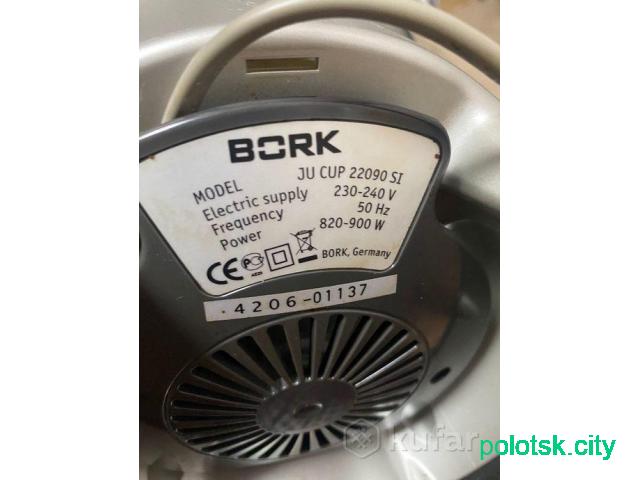 BORK
MODEL JU CUP 22090 SI
Electric supply 230-240 V
Frequency 50 Hz
Power 820-900 W
BORK, Germany
4206-01137
kufar
polotsk.city